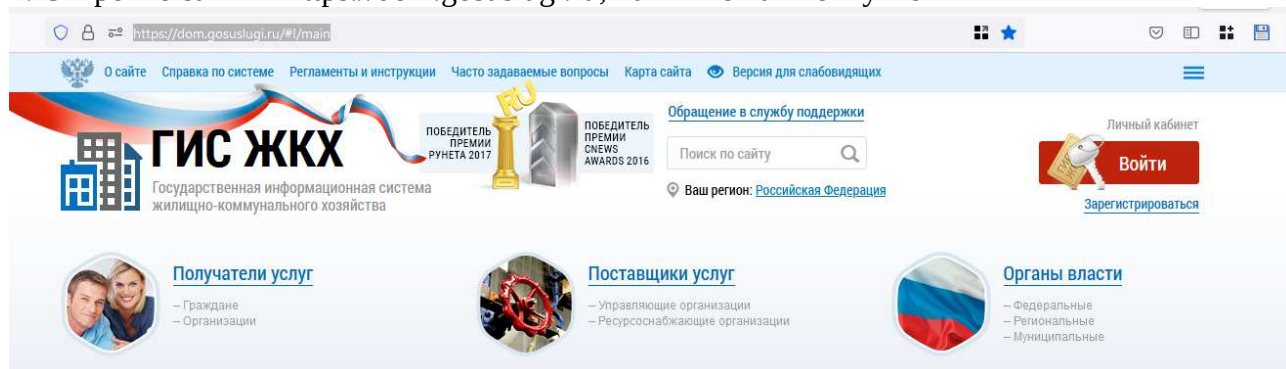 https://dom.gosuslugi.ru/#!/main
О сайте Справка по системе Регламенты и инструкции Часто задаваемые вопросы Карта сайта Версия для слабовидящих
ГИС ЖКХ
Государственная информационная система
жилищно-коммунального хозяйства
ПОБЕДИТЕЛЬ
ПРЕМИИ
РУНЕТА 2017
RU
ПОБЕДИТЕЛЬ
ПРЕМИИ
CNEWS
AWARDS 2016
Обращение в службу поддержки
Поиск по сайту
Ваш регион: Российская Федерация
Личный кабинет
Войти
Зарегистрироваться
Получатели услуг
– Граждане
– Организации
Поставщики услуг
– Управляющие организации
– Ресурсоснабжающие организации
Органы власти
– Федеральные
– Региональные
– Муниципальные